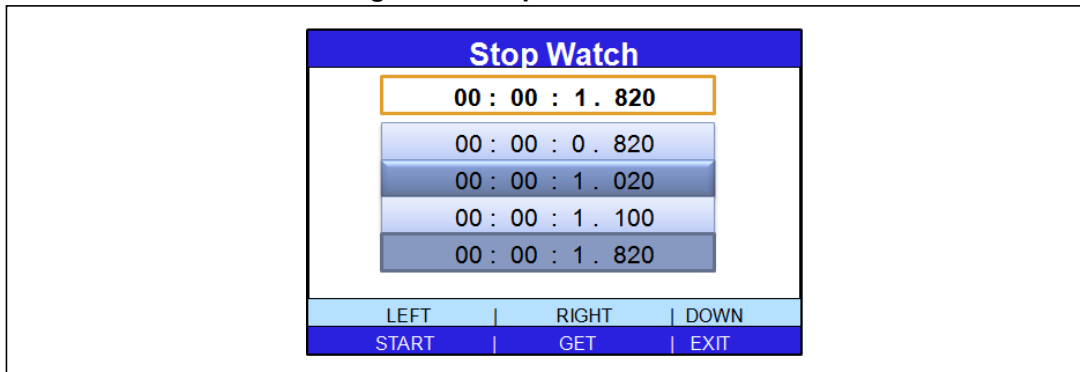 Stop Watch
00 : 00 : 1 . 820
00 : 00 : 0 . 820
00 : 00 : 1 . 020
00 : 00 : 1 . 100
00 : 00 : 1 . 820
LEFT | RIGHT | DOWN
START | GET | EXIT